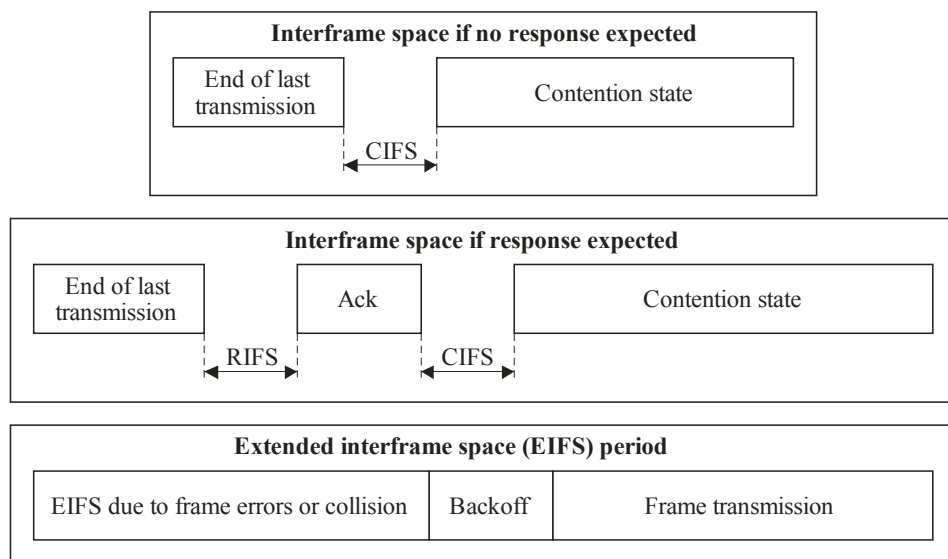 Interframe space if no response expected
End of last
transmission
Contention state
CIFS
Interframe space if response expected
End of last
transmission
Ack
Contention state
RIFS
CIFS
Extended interframe space (EIFS) period
EIFS due to frame errors or collision
Backoff
Frame transmission